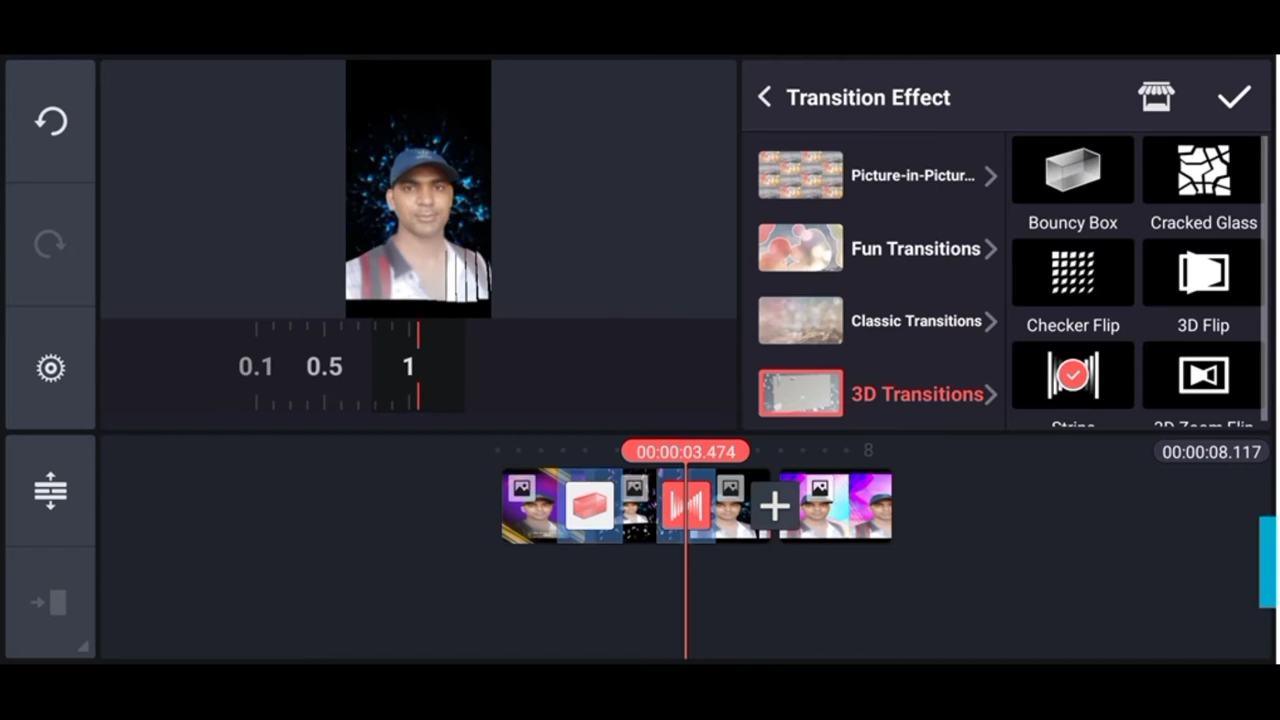 Transition Effect
Picture-in-Pictur...
Fun Transitions
Classic Transitions
3D Transitions
Bouncy Box
Cracked Glass
Checker Flip
3D Flip
0.1 0.5 1
00:00:03.474
8
00:00:08.117